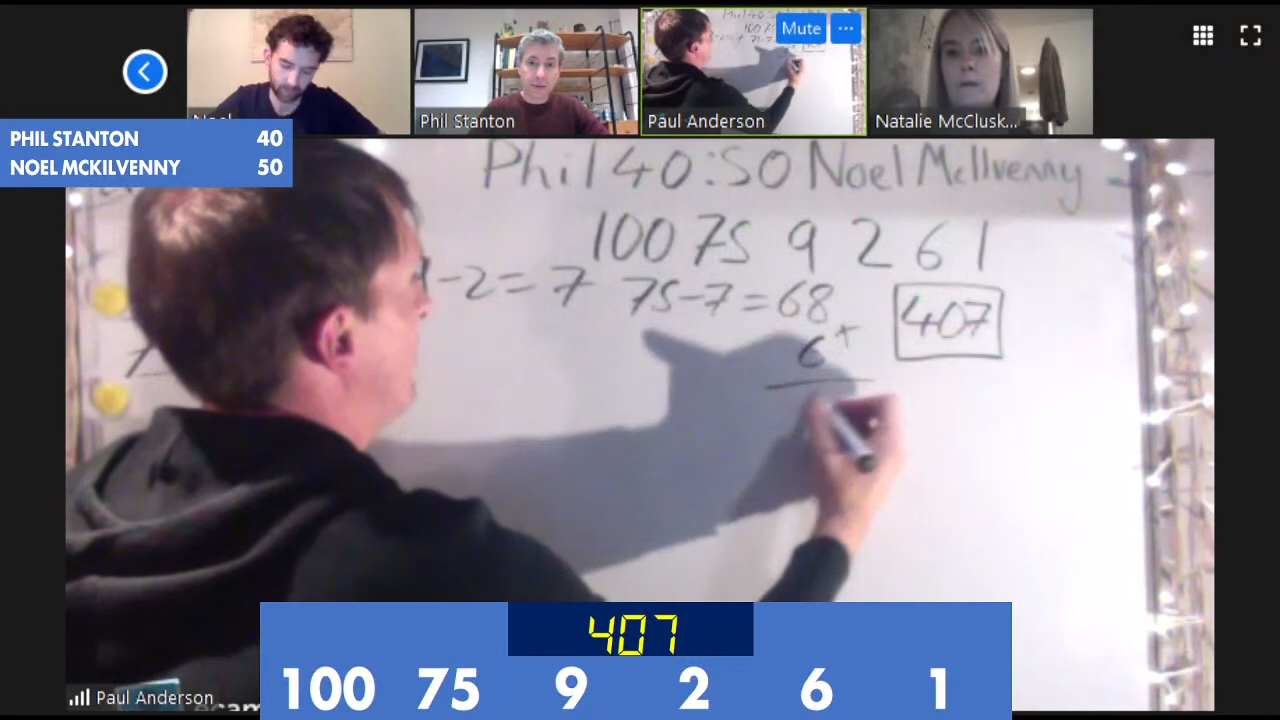 Mute
Phil Stanton
Paul Anderson
Natalie McClusk...
PHIL STANTON 40
NOEL MCKILVENNY 50
Phil 40:50 Noel McIlvenny
100 75 9 2 6 1
-2=7 75-7=68
407
6+
407
100 75 9 2 6 1
Paul Anderson